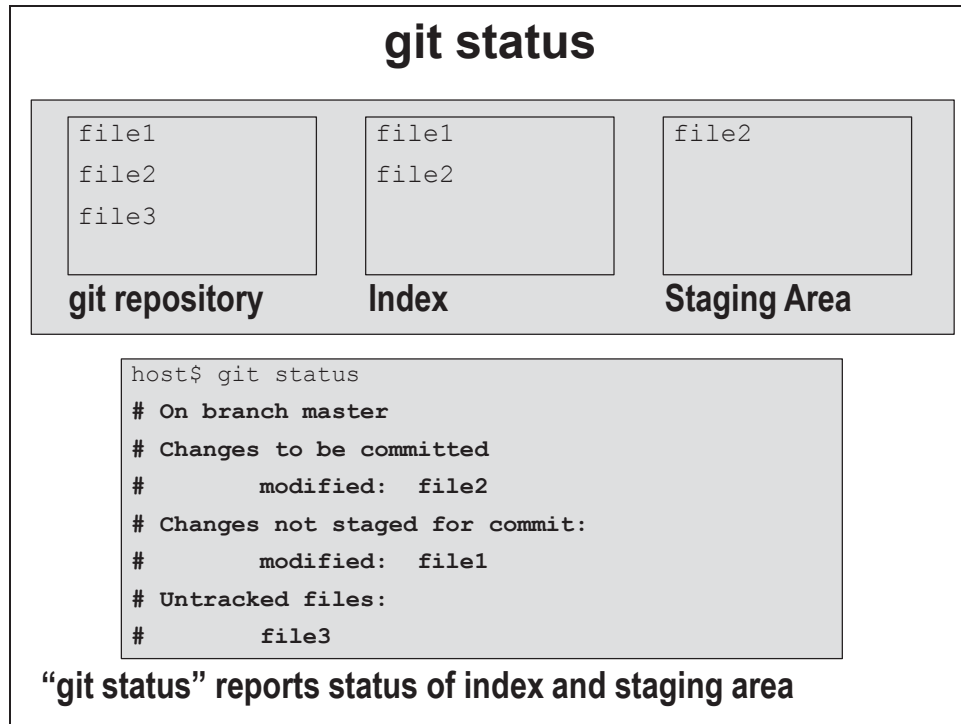 git status
file1
file2
file3
git repository
file1
file2
Index
file2
Staging Area
host$ git status
# On branch master
# Changes to be committed
#        modified:  file2
# Changes not staged for commit:
#        modified:  file1
# Untracked files:
#        file3
“git status” reports status of index and staging area